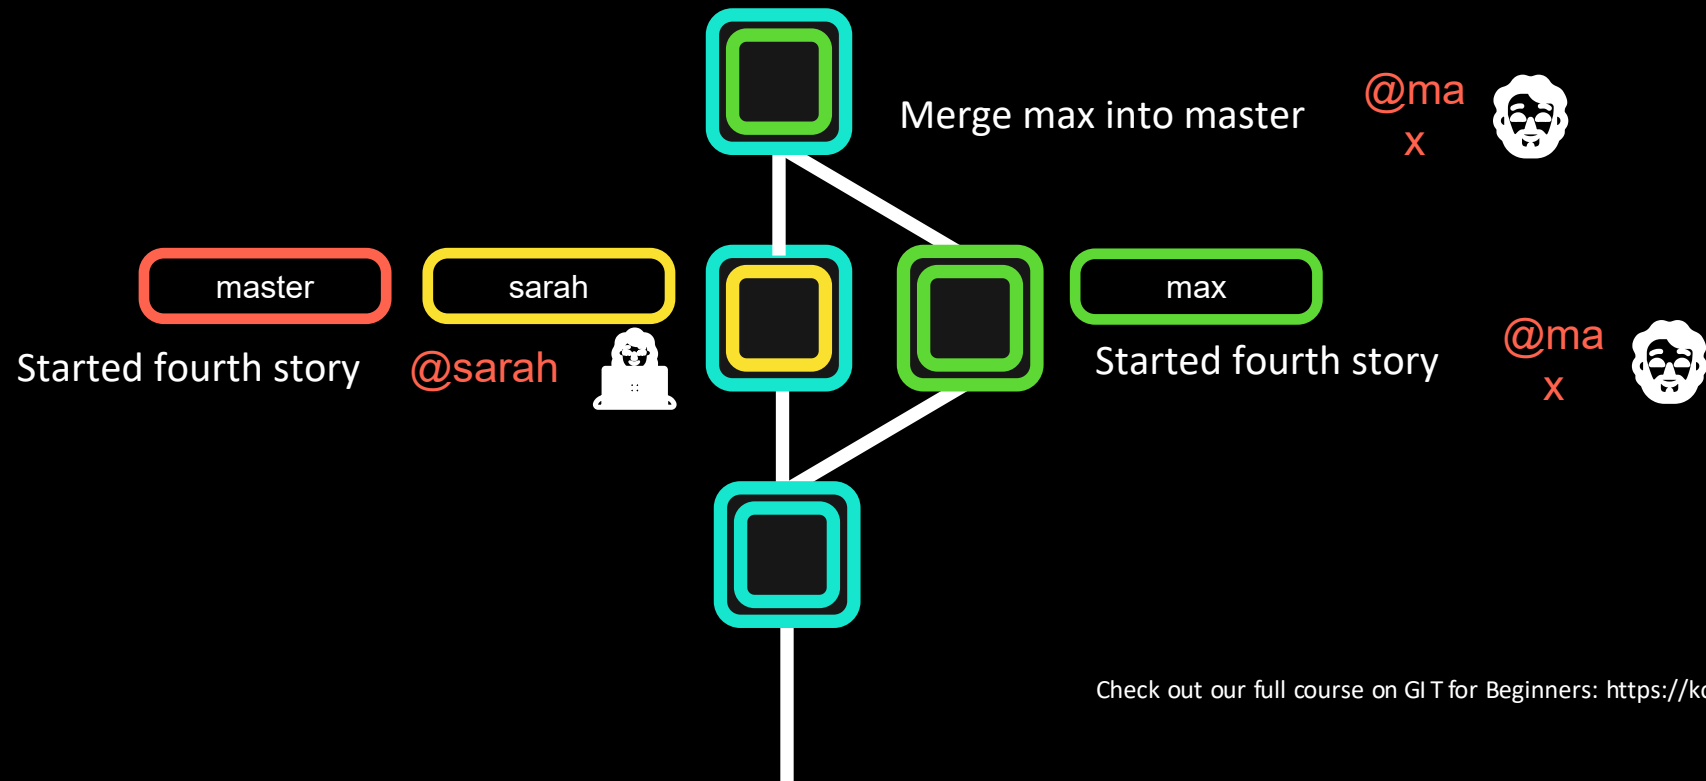 Merge max into master
@ma
x
master
sarah
max
Started fourth story
@sarah
Started fourth story
@ma
x
Check out our full course on GIT for Beginners: https://ko